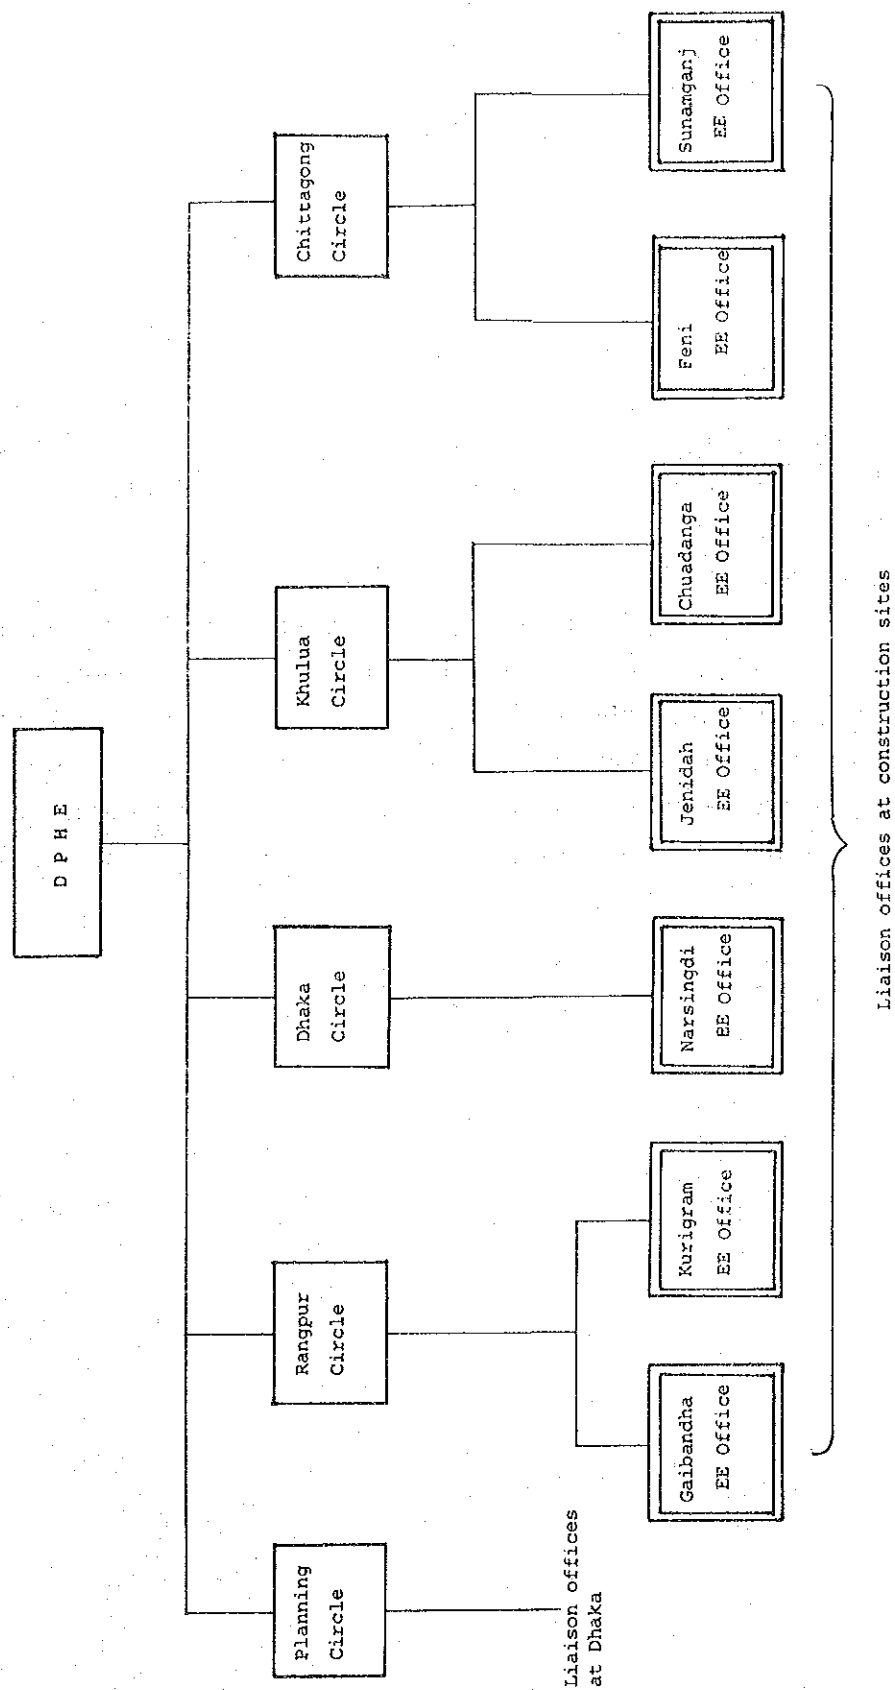 D P H E
Planning
Circle
Rangpur
Circle
Dhaka
Circle
Khulua
Circle
Chittagong
Circle
Liaison offices
at Dhaka
Gaibandha
EE Office
Kurigram
EE Office
Narsingdi
EE Office
Jenidah
EE Office
Chuadanga
EE Office
Feni
EE Office
Sunamganj
EE Office
Liaison offices at construction sites